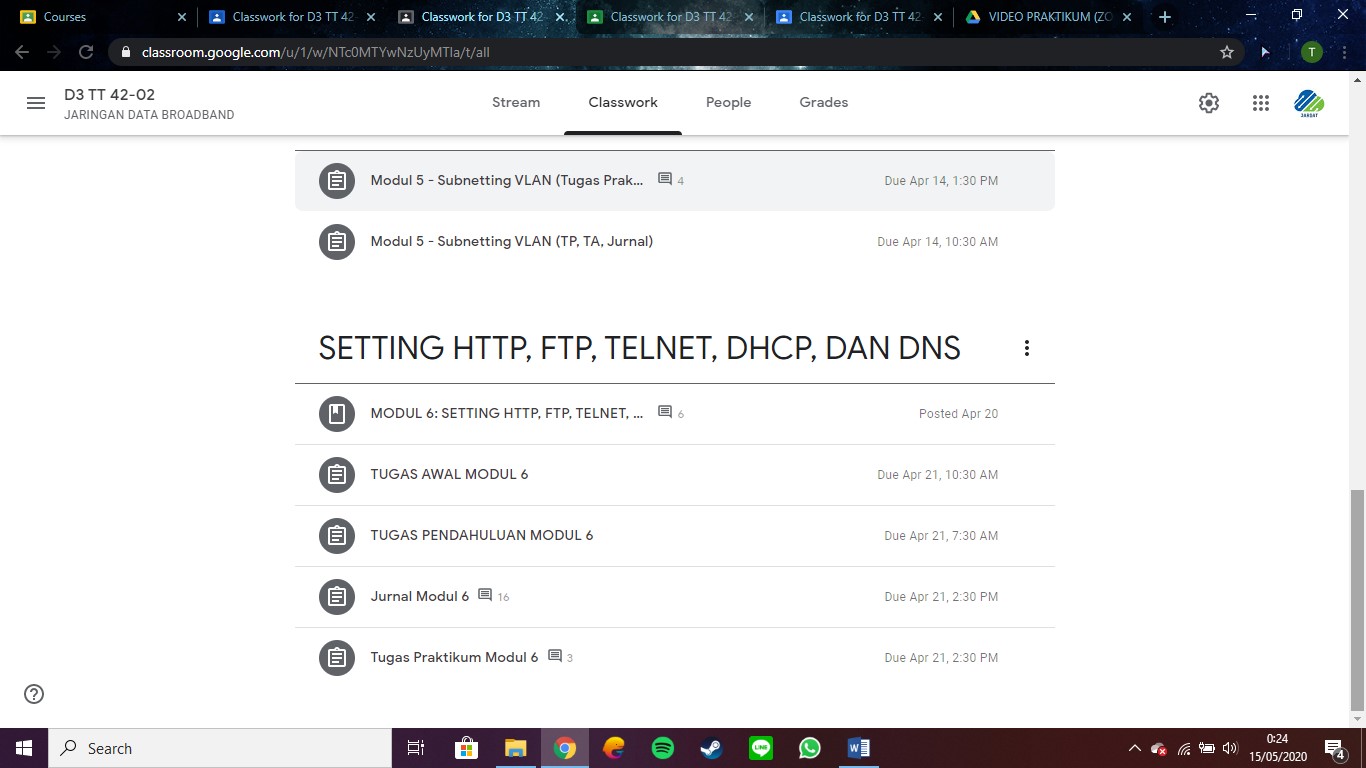 Courses
Classwork for D3 TT 42-
Classwork for D3 TT 42-
Classwork for D3 TT 42-
Classwork for D3 TT 42-
VIDEO PRAKTIKUM (ZO
classroom.google.com/u/1/w/NTc0MTYwNzUyMTla/t/all
T
D3 TT 42-02
JARINGAN DATA BROADBAND
Stream
Classwork
People
Grades
JARDAT
Modul 5 - Subnetting VLAN (Tugas Prak... 4 Due Apr 14, 1:30 PM
Modul 5 - Subnetting VLAN (TP, TA, Jurnal) Due Apr 14, 10:30 AM
SETTING HTTP, FTP, TELNET, DHCP, DAN DNS
MODUL 6: SETTING HTTP, FTP, TELNET, ... 6 Posted Apr 20
TUGAS AWAL MODUL 6 Due Apr 21, 10:30 AM
TUGAS PENDAHULUAN MODUL 6 Due Apr 21, 7:30 AM
Jurnal Modul 6 16 Due Apr 21, 2:30 PM
Tugas Praktikum Modul 6 3 Due Apr 21, 2:30 PM
Search
LINE
W
0:24
15/05/2020
4